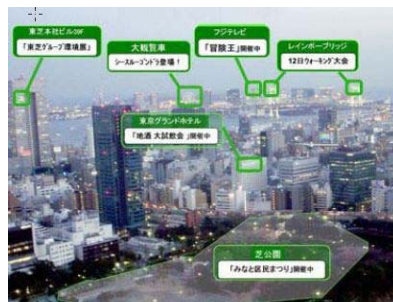 東芝本社ビル39F
「東芝グループ環境展」
大観覧車
シースルーゴンドラ登場！
フジテレビ
「冒険王」開催中
レインボーブリッジ
12日ウォーキング大会
東京グランドホテル
「地酒 大試飲会」開催中
芝公園
「みなと区民まつり」開催中